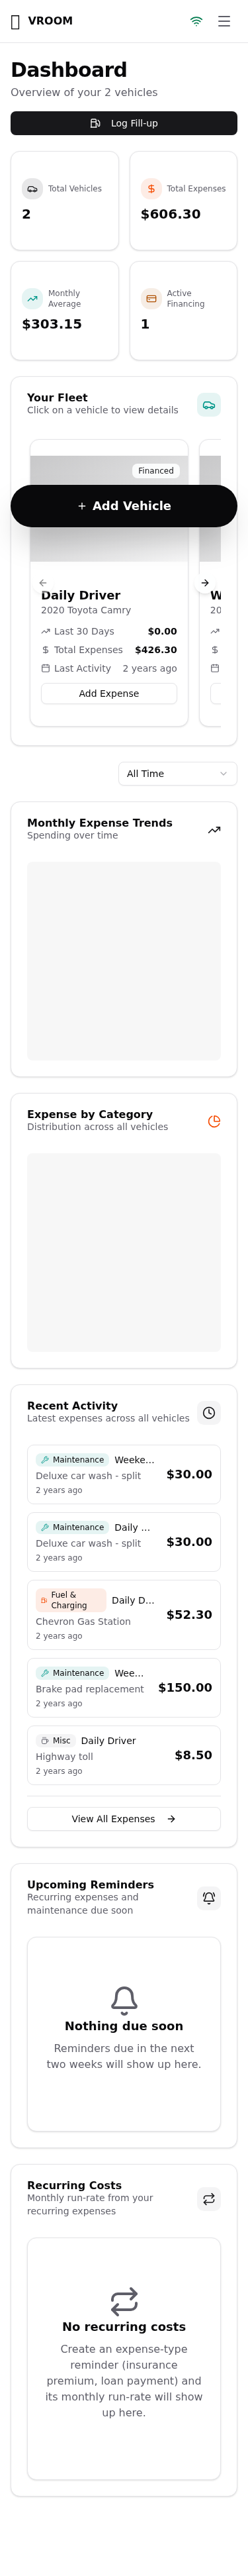 VROOM
Dashboard
Overview of your 2 vehicles
Log Fill-up
Total Vehicles
2
Total Expenses
$606.30
Monthly
Average
$303.15
Active
Financing
1
Your Fleet
Click on a vehicle to view details
Financed
Add Vehicle
Daily Driver
2020 Toyota Camry
Last 30 Days $0.00
Total Expenses $426.30
Last Activity 2 years ago
Add Expense
All Time
Monthly Expense Trends
Spending over time
Expense by Category
Distribution across all vehicles
Recent Activity
Latest expenses across all vehicles
Maintenance Weeke...
Deluxe car wash - split
2 years ago
$30.00
Maintenance Daily ...
Deluxe car wash - split
2 years ago
$30.00
Fuel &
Charging
Daily D...
Chevron Gas Station
2 years ago
$52.30
Maintenance Wee...
Brake pad replacement
2 years ago
$150.00
Misc Daily Driver
Highway toll
2 years ago
$8.50
View All Expenses
Upcoming Reminders
Recurring expenses and
maintenance due soon
Nothing due soon
Reminders due in the next
two weeks will show up here.
Recurring Costs
Monthly run-rate from your
recurring expenses
No recurring costs
Create an expense-type
reminder (insurance
premium, loan payment) and
its monthly run-rate will show
up here.